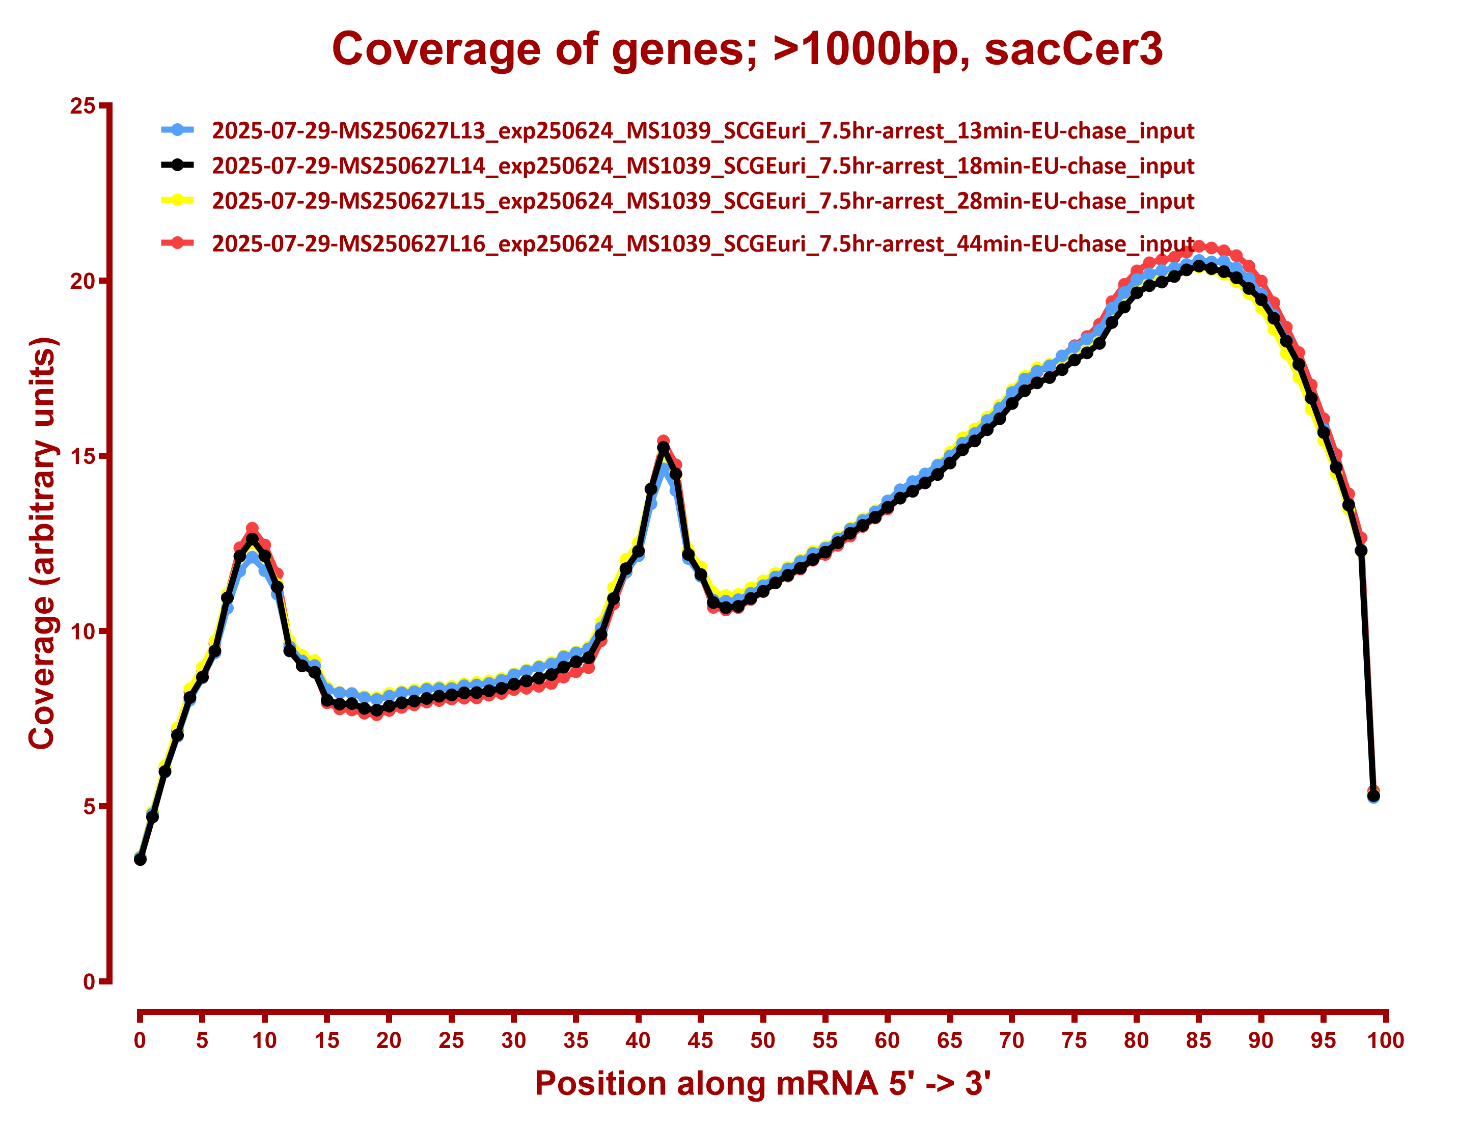 Coverage of genes; >1000bp, sacCer3
2025-07-29-MS250627L13_exp250624_MS1039_SCGEuri_7.5hr-arrest_13min-EU-chase_input
2025-07-29-MS250627L14_exp250624_MS1039_SCGEuri_7.5hr-arrest_18min-EU-chase_input
2025-07-29-MS250627L15_exp250624_MS1039_SCGEuri_7.5hr-arrest_28min-EU-chase_input
2025-07-29-MS250627L16_exp250624_MS1039_SCGEuri_7.5hr-arrest_44min-EU-chase_input
Coverage (arbitrary units)
25
20
15
10
5
0
0 5 10 15 20 25 30 35 40 45 50 55 60 65 70 75 80 85 90 95 100
Position along mRNA 5' -> 3'